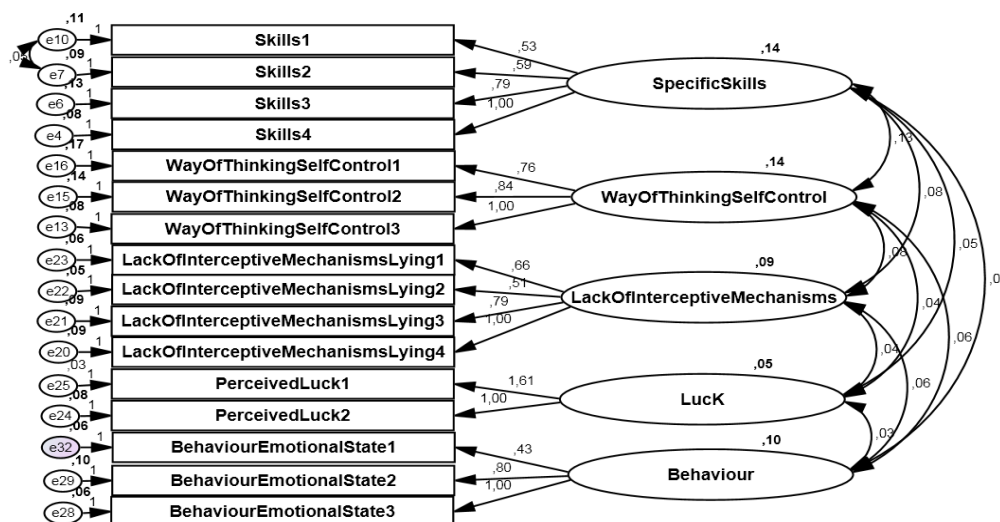 ,11
e10 1 Skills1
,05
,09
e7 1 Skills2
,13
e6 1 Skills3
,08
e4 1 Skills4
,17
e16 1 WayOfThinkingSelfControl1
,14
e15 1 WayOfThinkingSelfControl2
,08
e13 1 WayOfThinkingSelfControl3
,06
e23 1 LackOfInterceptiveMechanismsLying1
,05
e22 1 LackOfInterceptiveMechanismsLying2
,09
e21 1 LackOfInterceptiveMechanismsLying3
,09
e20 1 LackOfInterceptiveMechanismsLying4
,03
e25 1 PerceivedLuck1
,08
e24 1 PerceivedLuck2
,06
e32 1 BehaviourEmotionalState1
,10
e29 1 BehaviourEmotionalState2
,06
e28 1 BehaviourEmotionalState3
,53
,59
,79
1,00
,76
,84
1,00
,66
,51
,79
1,00
1,61
1,00
,43
,80
1,00
,14
SpecificSkills
,14
WayOfThinkingSelfControl
,09
LackOfInterceptiveMechanisms
,05
LucK
,10
Behaviour
,13
,08
,05
,08
,04
,06
,04
,06
,03